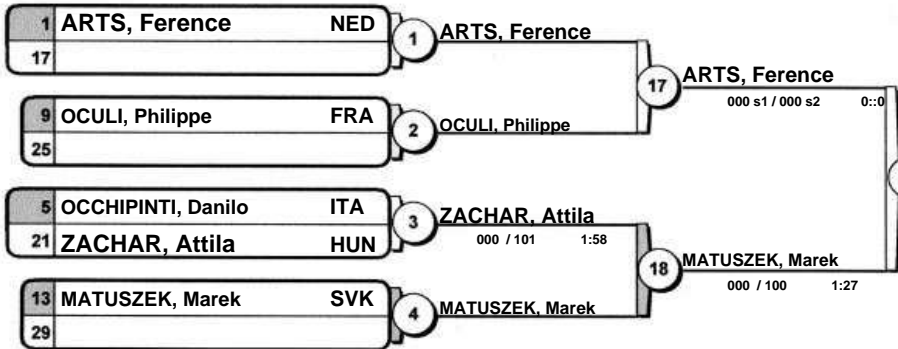 1 ARTS, Ference NED
17
1 ARTS, Ference
9 OCULI, Philippe FRA
25
2 OCULI, Philippe
17 ARTS, Ference
000 s1 / 000 s2 0::0
5 OCCHIPINTI, Danilo ITA
21 ZACHAR, Attila HUN
3 ZACHAR, Attila
000 / 101 1:58
13 MATUSZEK, Marek SVK
29
4 MATUSZEK, Marek
18 MATUSZEK, Marek
000 / 100 1:27